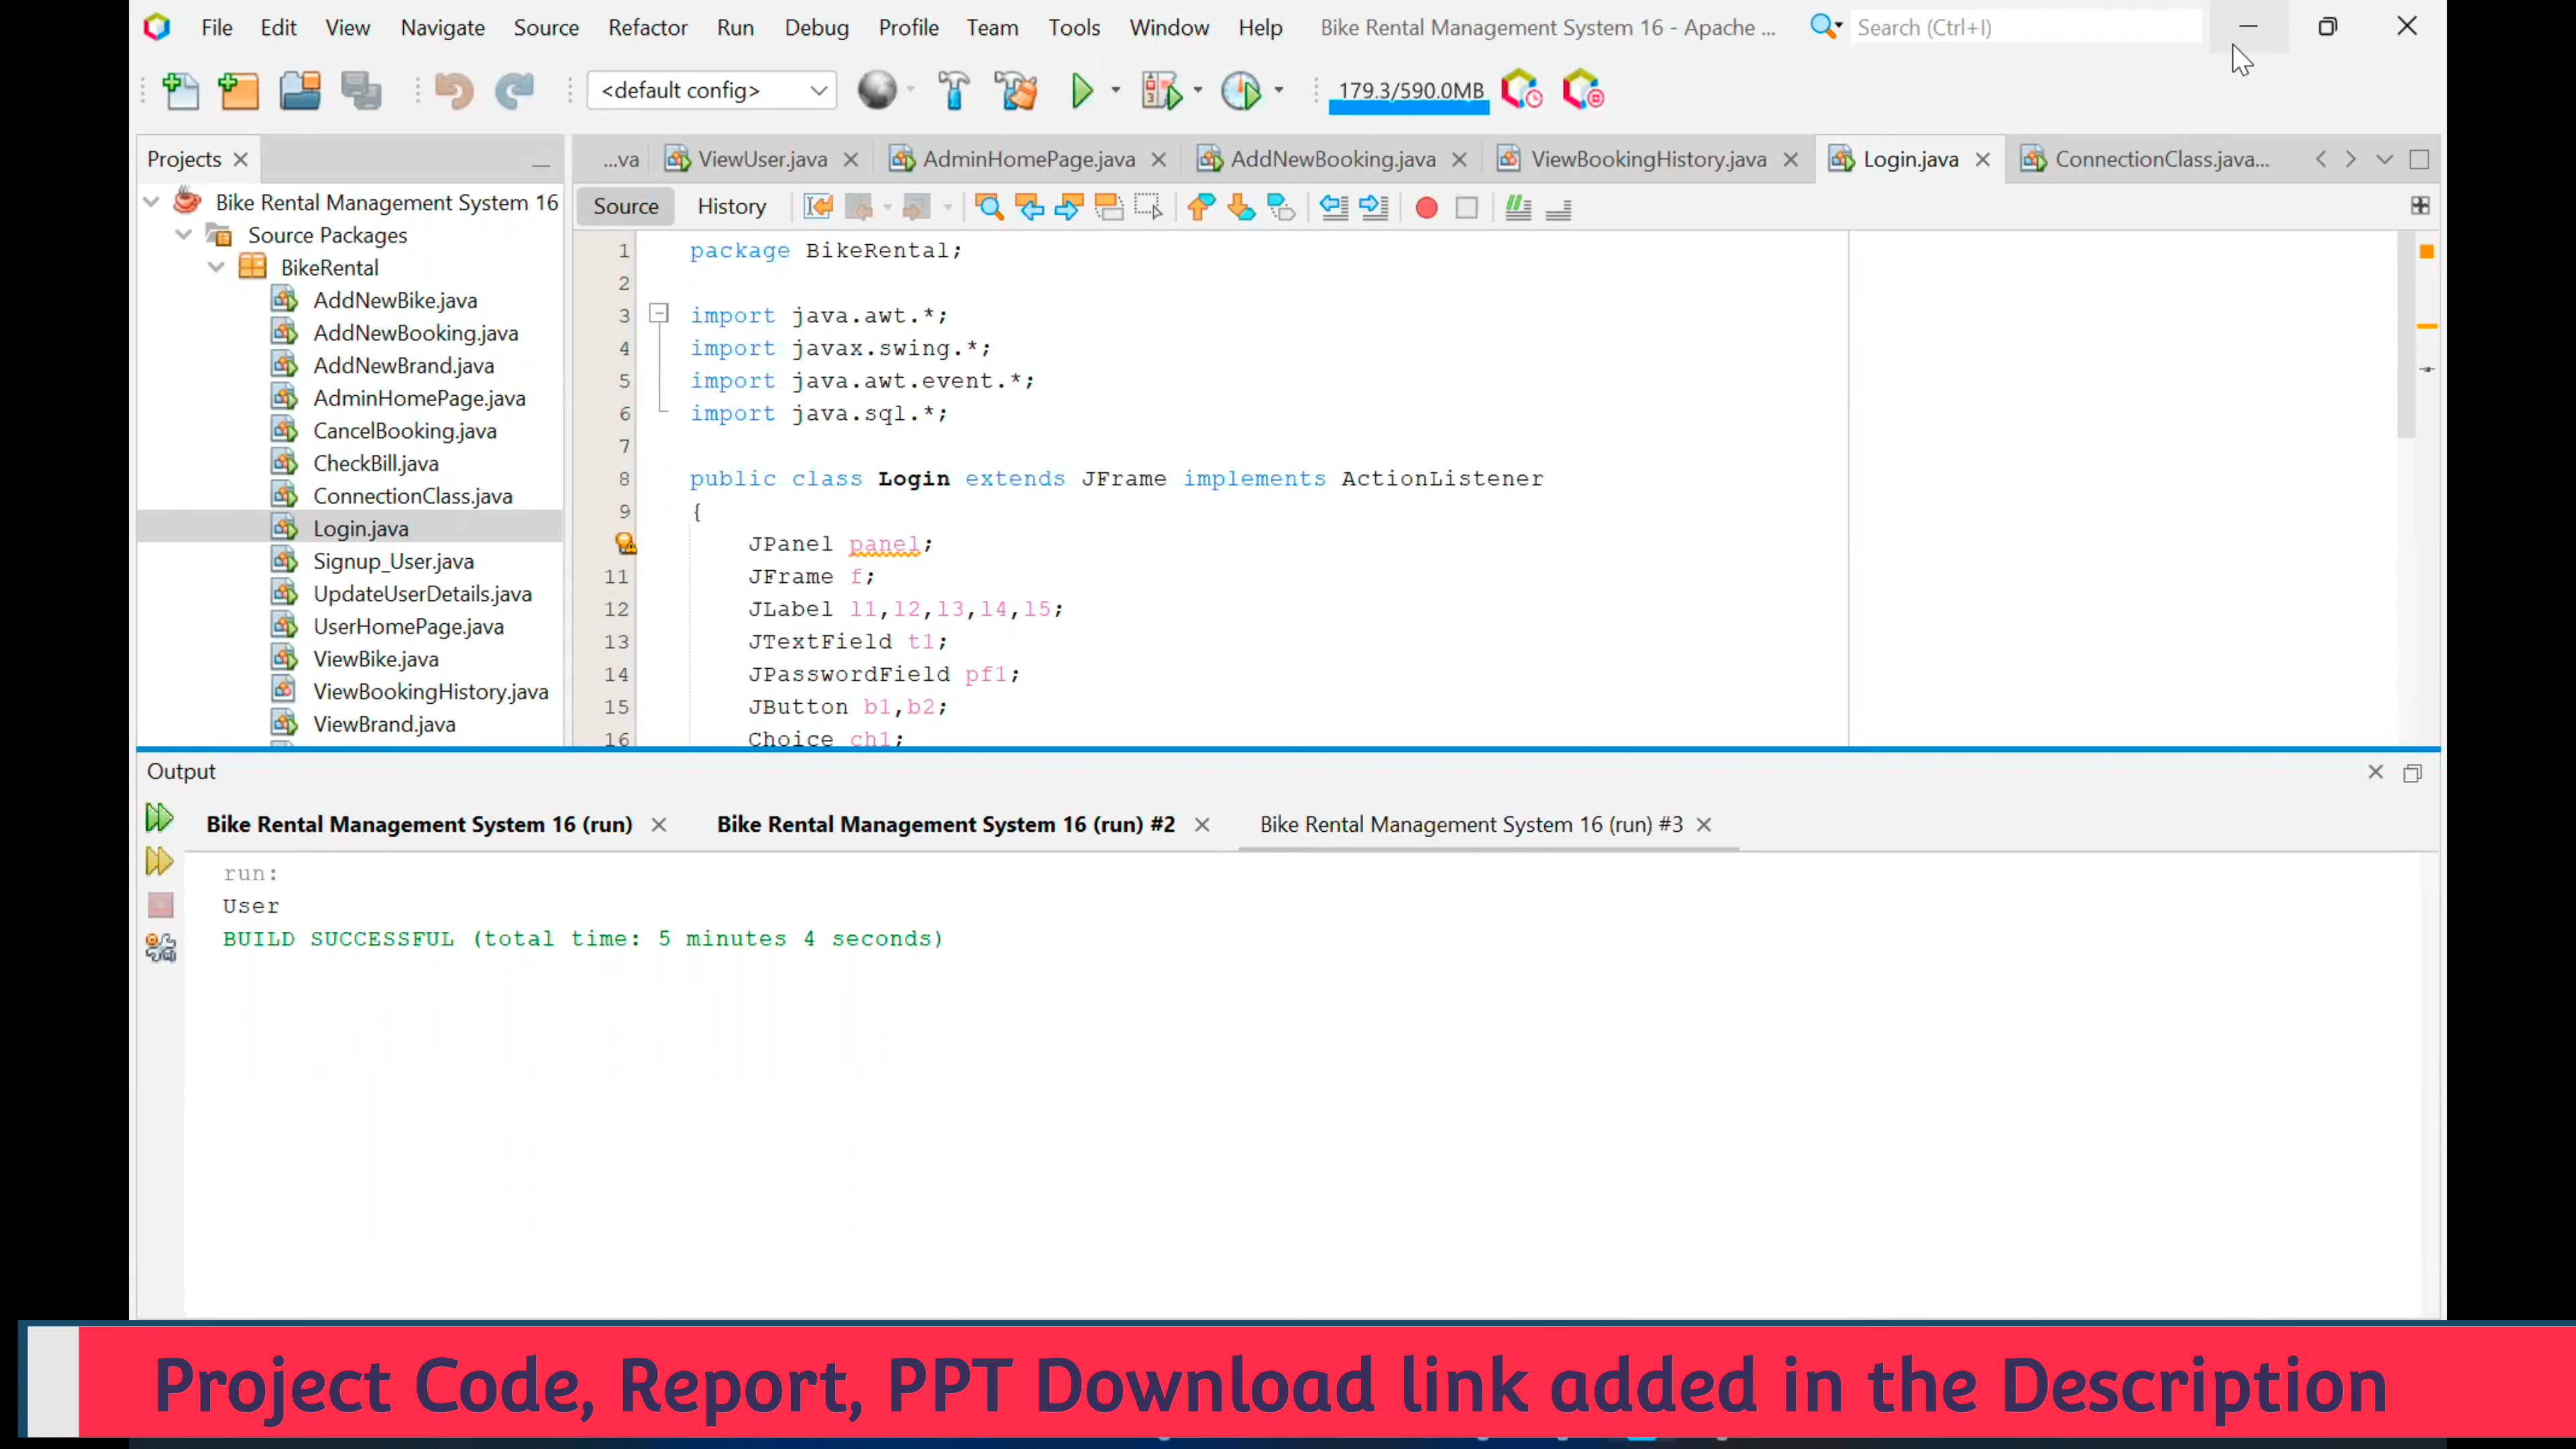 File Edit View Navigate Source Refactor Run Debug Profile Team Tools Window Help Bike Rental Management System 16 - Apache ... Search (Ctrl+I)
<default config> 179.3/590.0MB
Projects
...va ViewUser.java AdminHomePage.java AddNewBooking.java ViewBookingHistory.java Login.java ConnectionClass.java...
Source History
Bike Rental Management System 16
Source Packages
BikeRental
AddNewBike.java
AddNewBooking.java
AddNewBrand.java
AdminHomePage.java
CancelBooking.java
CheckBill.java
ConnectionClass.java
Login.java
Signup_User.java
UpdateUserDetails.java
UserHomePage.java
ViewBike.java
ViewBookingHistory.java
ViewBrand.java
1 package BikeRental;
2
3 import java.awt.*;
4 import javax.swing.*;
5 import java.awt.event.*;
6 import java.sql.*;
7
8 public class Login extends JFrame implements ActionListener
9 {
JPanel panel;
11 JFrame f;
12 JLabel l1,l2,l3,l4,l5;
13 JTextField t1;
14 JPasswordField pf1;
15 JButton b1,b2;
16 Choice ch1;
Output
Bike Rental Management System 16 (run) Bike Rental Management System 16 (run) #2 Bike Rental Management System 16 (run) #3
run:
User
BUILD SUCCESSFUL (total time: 5 minutes 4 seconds)
Project Code, Report, PPT Download link added in the Description